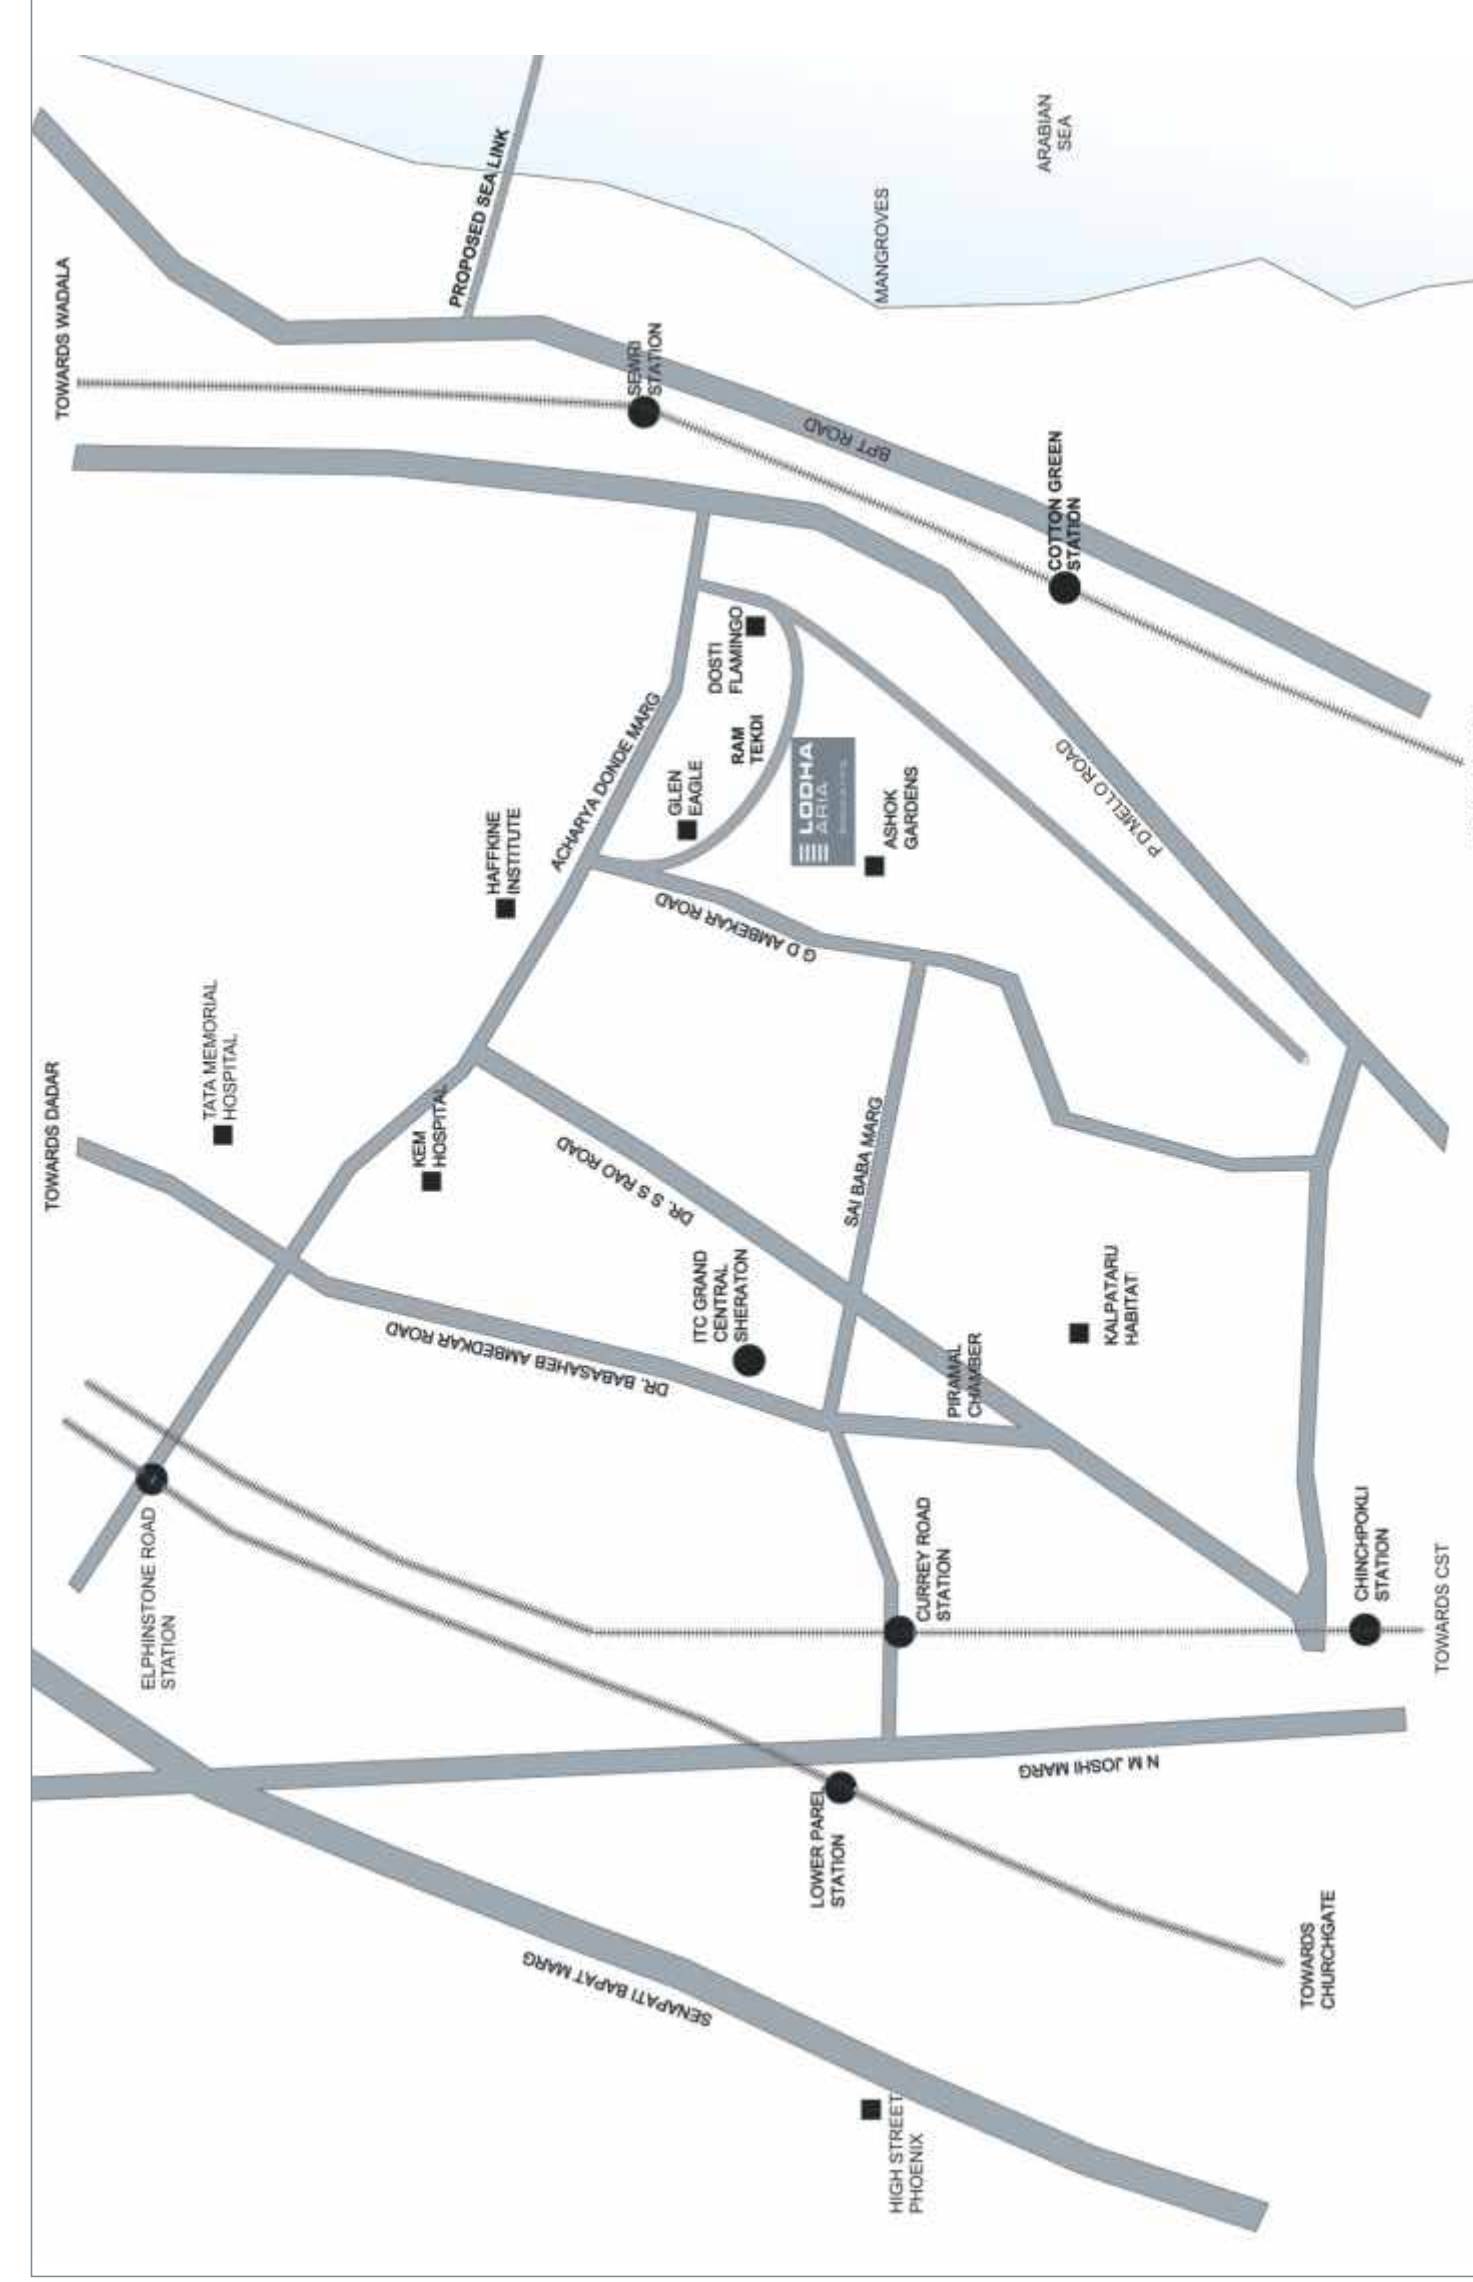 TOWARDS WADALA
TOWARDS DADAR
ELPHINSTONE ROAD
STATION
TATA MEMORIAL
HOSPITAL
KEM
HOSPITAL
HAFFKINE
INSTITUTE
PROPOSED SEA LINK
ACHARYA DONDE MARG
SEWRI
STATION
GLEN
EAGLE
DOSTI
FLAMINGO
RAM
TEKDI
LODHA
ARIA
ASHOK
GARDENS
G D AMBEKAR ROAD
DR. S S RAO ROAD
DR. BABASAHEB AMBEDKAR ROAD
ITC GRAND
CENTRAL
SHERATON
SAI BABA MARG
BPT ROAD
MANGROVES
ARABIAN
SEA
COTTON GREEN
STATION
P D'MELLO ROAD
PIRAMAL
CHAMBER
KALPATARU
HABITAT
CURREY ROAD
STATION
LOWER PAREL
STATION
N M JOSHI MARG
CHINCHPOKLI
STATION
TOWARDS CST
TOWARDS
CHURCHGATE
SENAPATI BAPAT MARG
HIGH STREET
PHOENIX